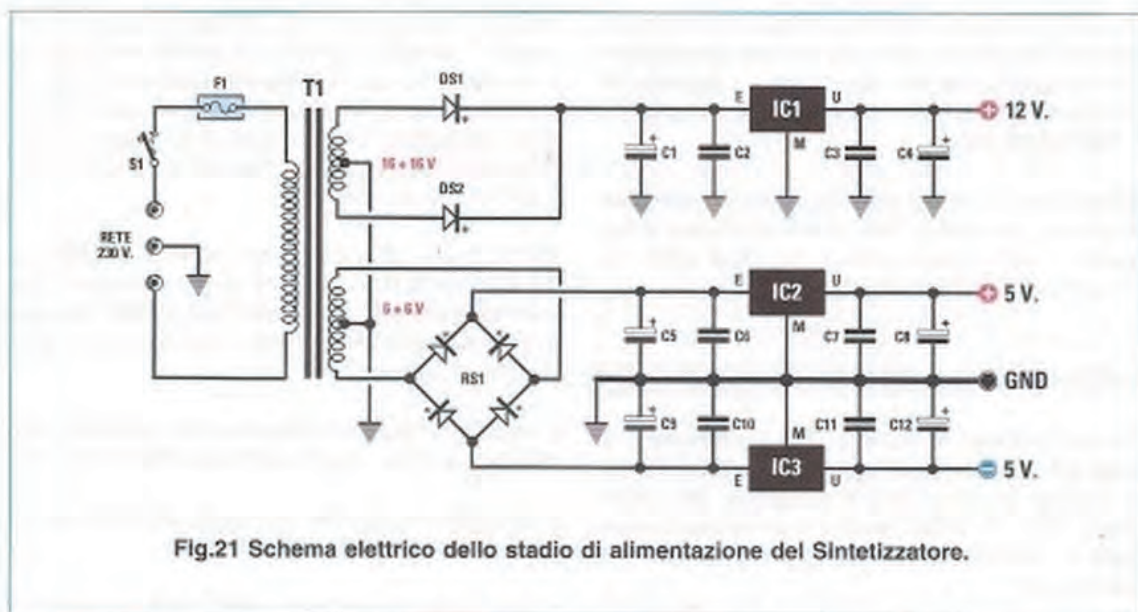 F1
T1
DS1
E
IC1
U
12 V.
M
S1
16 + 16 V
C1
C2
C3
C4
DS2
RETE
230 V.
E
IC2
U
5 V.
M
6 + 6 V
C5
C6
C7
C8
RS1
GND
C9
C10
M
C11
C12
E
IC3
U
5 V.
Fig.21 Schema elettrico dello stadio di alimentazione del Sintetizzatore.